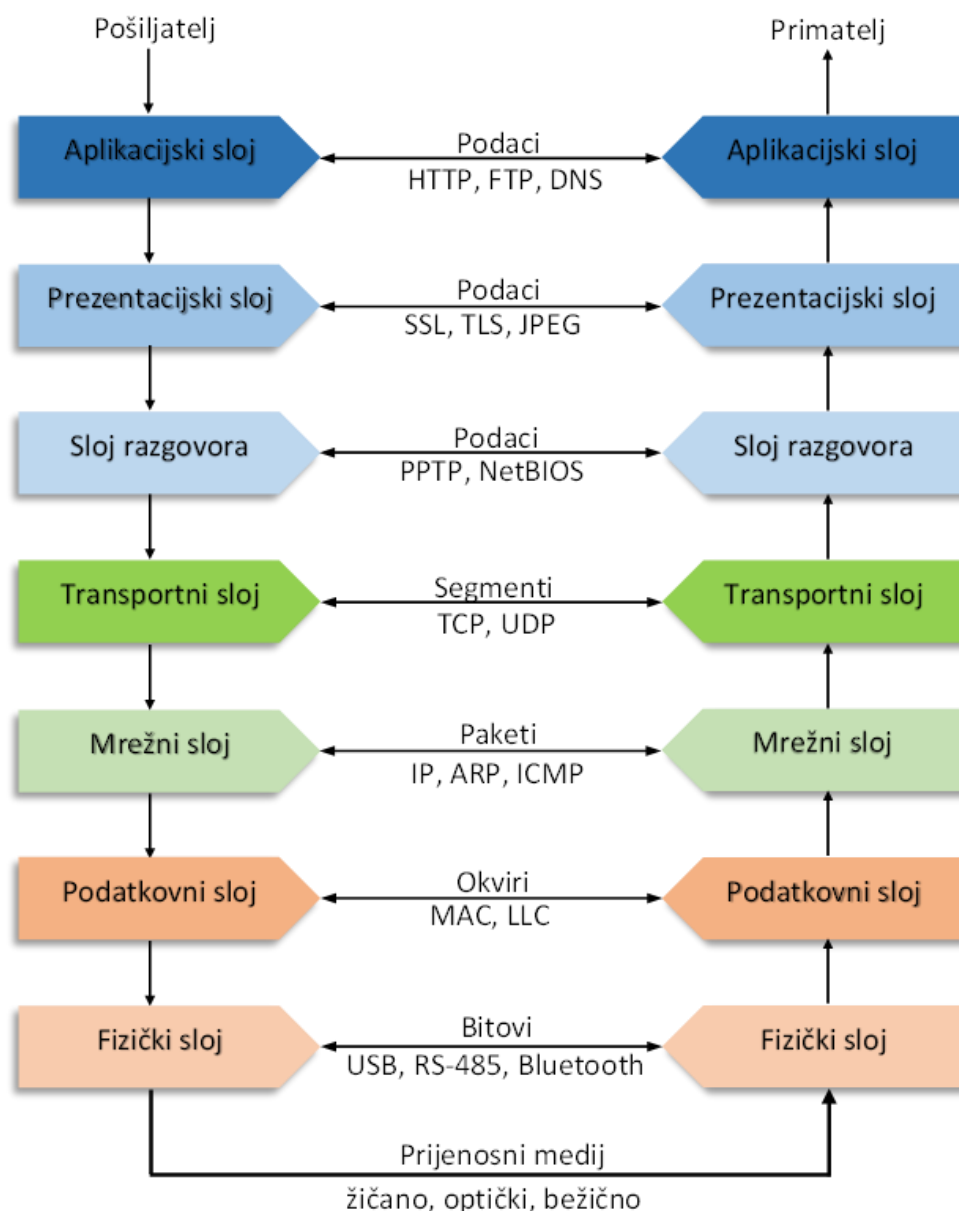 Pošiljatelj
Primatelj
Aplikacijski sloj
Podaci
HTTP, FTP, DNS
Aplikacijski sloj
Prezentacijski sloj
Podaci
SSL, TLS, JPEG
Prezentacijski sloj
Sloj razgovora
Podaci
PPTP, NetBIOS
Sloj razgovora
Transportni sloj
Segmenti
TCP, UDP
Transportni sloj
Mrežni sloj
Paketi
IP, ARP, ICMP
Mrežni sloj
Podatkovni sloj
Okviri
MAC, LLC
Podatkovni sloj
Fizički sloj
Bitovi
USB, RS-485, Bluetooth
Fizički sloj
Prijenosni medij
žičano, optički, bežično